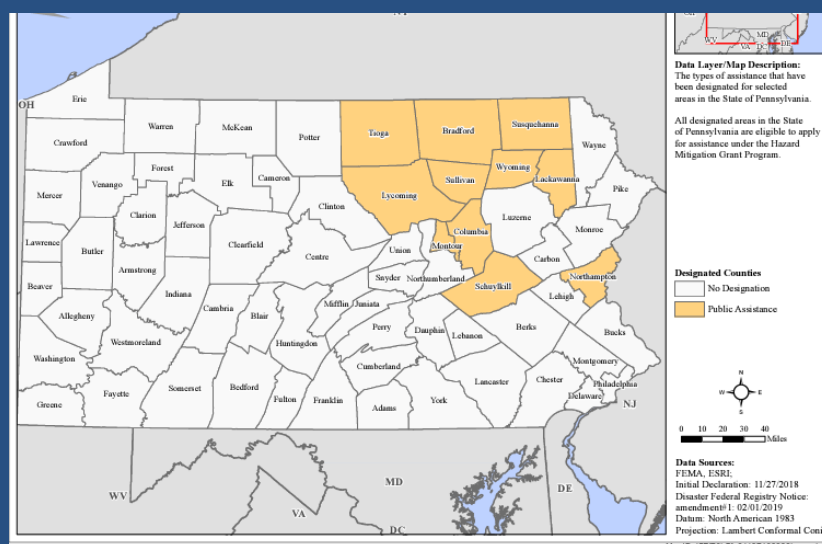 WV
MD
VA
DC
DE
Data Layer/Map Description:
The types of assistance that have
been designated for selected
areas in the State of Pennsylvania.
All designated areas in the State
of Pennsylvania are eligible to apply
for assistance under the Hazard
Mitigation Grant Program.
OH
Erie
Crawford
Warren
McKean
Potter
Tioga
Bradford
Susquehanna
Wayne
Forest
Venango
Elk
Cameron
Sullivan
Wyoming
Lackawanna
Pike
Mercer
Clarion
Jefferson
Clinton
Lycoming
Columbia
Luzerne
Monroe
Lawrence
Butler
Clearfield
Centre
Union
Montour
Carbon
Northampton
Beaver
Armstrong
Indiana
Snyder
Northumberland
Schuylkill
Lehigh
Allegheny
Cambria
Blair
Mifflin
Juniata
Perry
Dauphin
Lebanon
Berks
Bucks
Washington
Westmoreland
Huntingdon
Cumberland
Lancaster
Chester
Montgomery
Philadelphia
Delaware
Greene
Fayette
Somerset
Bedford
Fulton
Franklin
Adams
York
NJ
WV
MD
VA
DC
DE
Designated Counties
No Designation
Public Assistance
N
W
E
S
0 10 20 30 40
Miles
Data Sources:
FEMA, ESRI;
Initial Declaration: 11/27/2018
Disaster Federal Registry Notice:
amendment#1: 02/01/2019
Datum: North American 1983
Projection: Lambert Conformal Coni